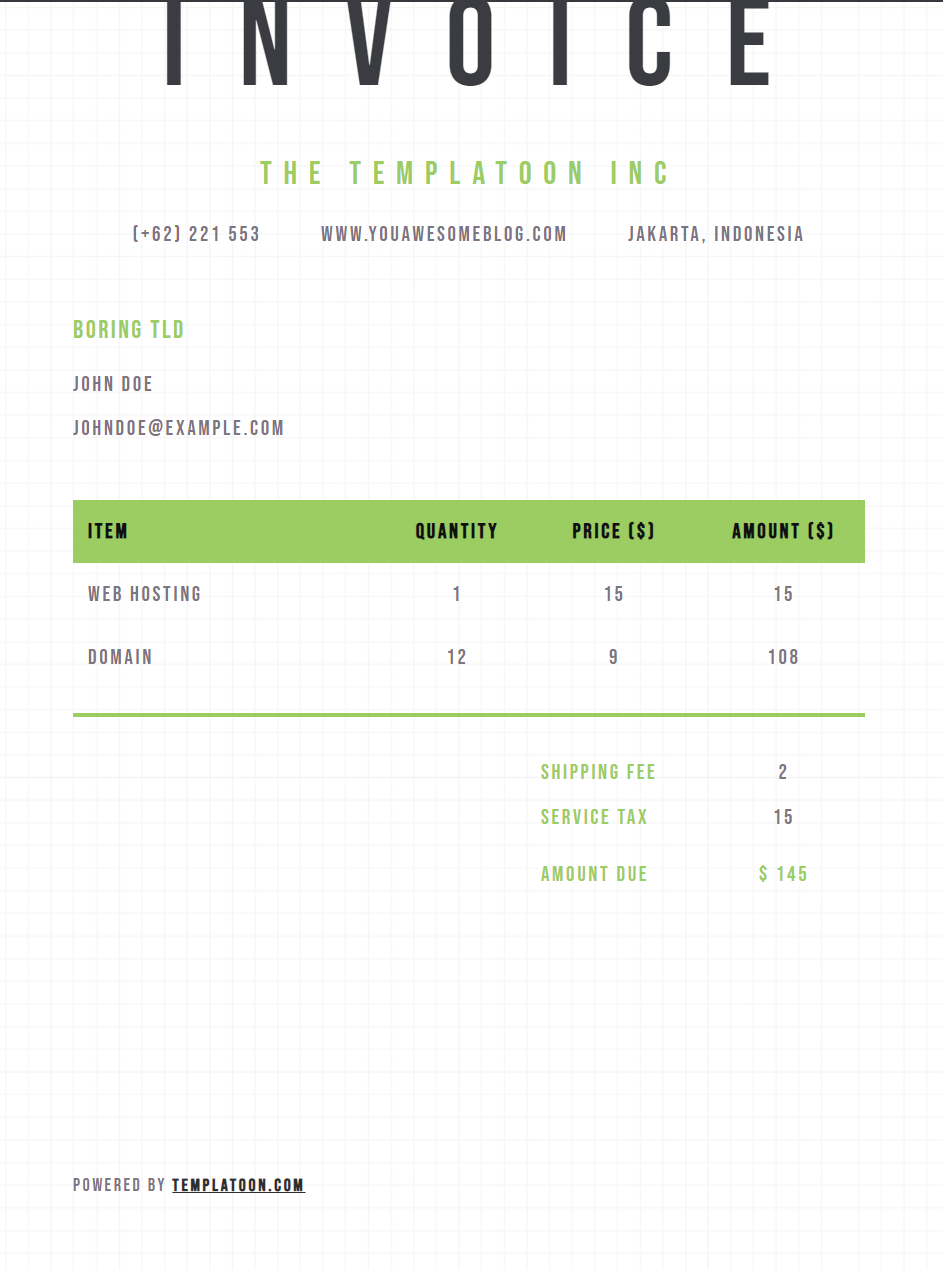 INVOICE
THE TEMPLATOON INC
(+62) 221 553 WWW.YOUAWESOMEBLOG.COM JAKARTA, INDONESIA
BORING TLD
JOHN DOE
JOHNDOE@EXAMPLE.COM
ITEM QUANTITY PRICE ($) AMOUNT ($)
WEB HOSTING 1 15 15
DOMAIN 12 9 108
SHIPPING FEE 2
SERVICE TAX 15
AMOUNT DUE $ 145
POWERED BY TEMPLATOON.COM